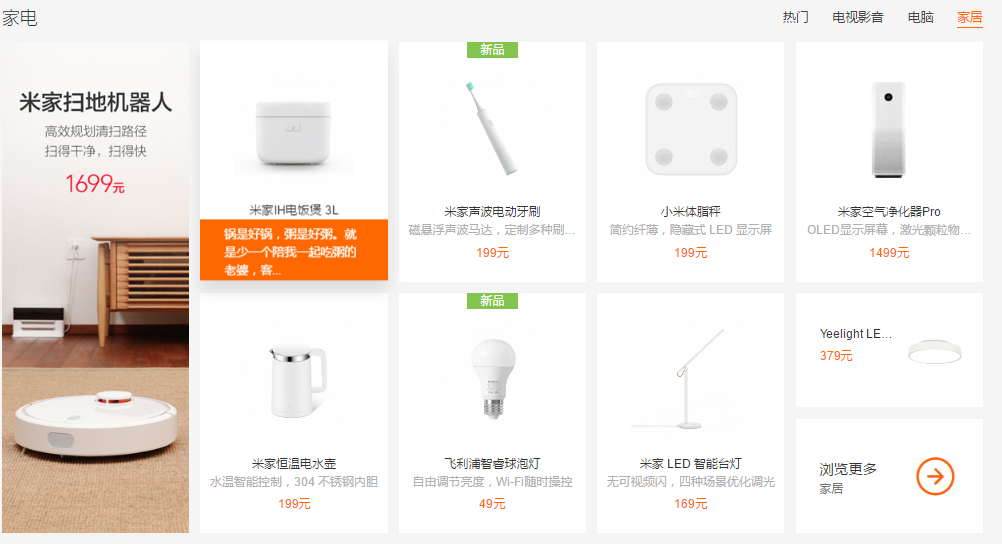 家电
热门 电视影音 电脑 家居
米家扫地机器人
高效规划清扫路径
扫得干净，扫得快
1699元
米家IH电饭煲 3L
锅是好锅，粥是好粥。就
是少一个陪我一起吃粥的
老婆，客...
新品
米家声波电动牙刷
磁悬浮声波马达，定制多种刷...
199元
小米体脂秤
简约纤薄，隐藏式 LED 显示屏
199元
米家空气净化器Pro
OLED显示屏幕，激光颗粒物...
1499元
米家恒温电水壶
水温智能控制，304 不锈钢内胆
199元
新品
飞利浦智睿球泡灯
自由调节亮度，Wi-Fi随时操控
49元
米家 LED 智能台灯
无可视频闪，四种场景优化调光
169元
Yeelight LE...
379元
浏览更多
家居